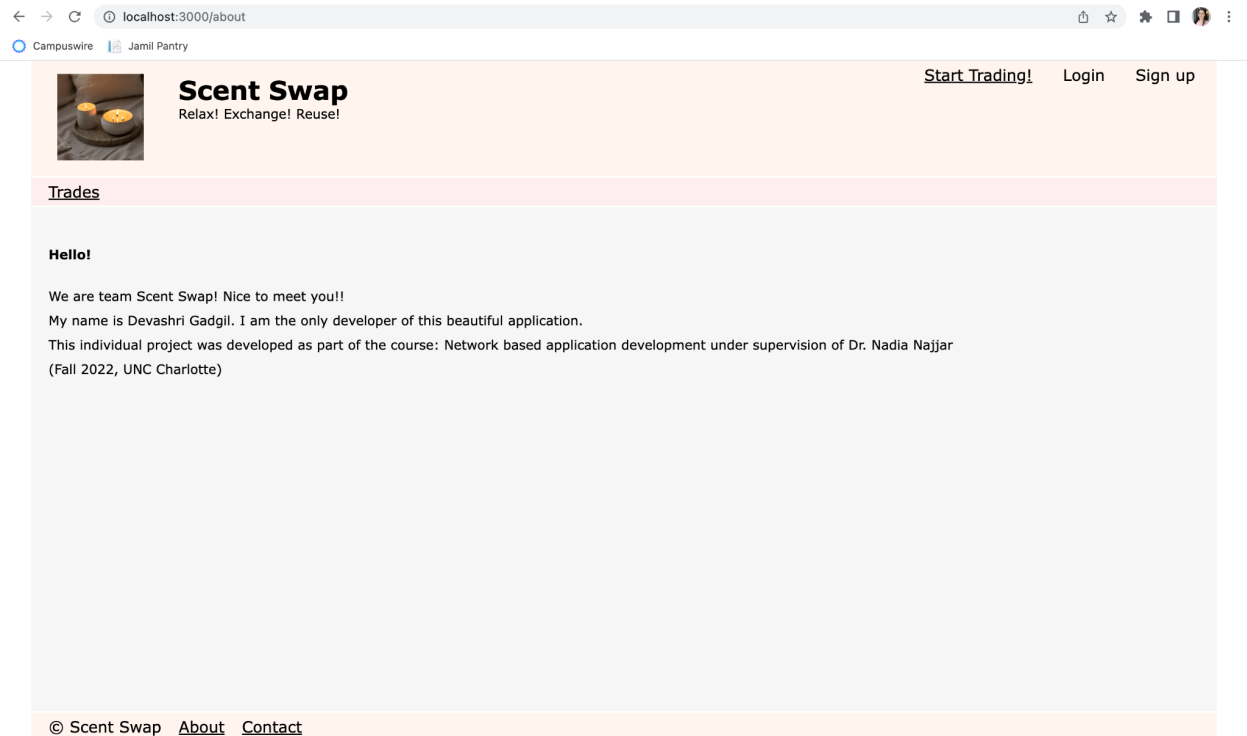 localhost:3000/about
Campuswire Jamil Pantry
Scent Swap
Relax! Exchange! Reuse!
Start Trading! Login Sign up
Trades
Hello!
We are team Scent Swap! Nice to meet you!!
My name is Devashri Gadgil. I am the only developer of this beautiful application.
This individual project was developed as part of the course: Network based application development under supervision of Dr. Nadia Najjar
(Fall 2022, UNC Charlotte)
© Scent Swap About Contact